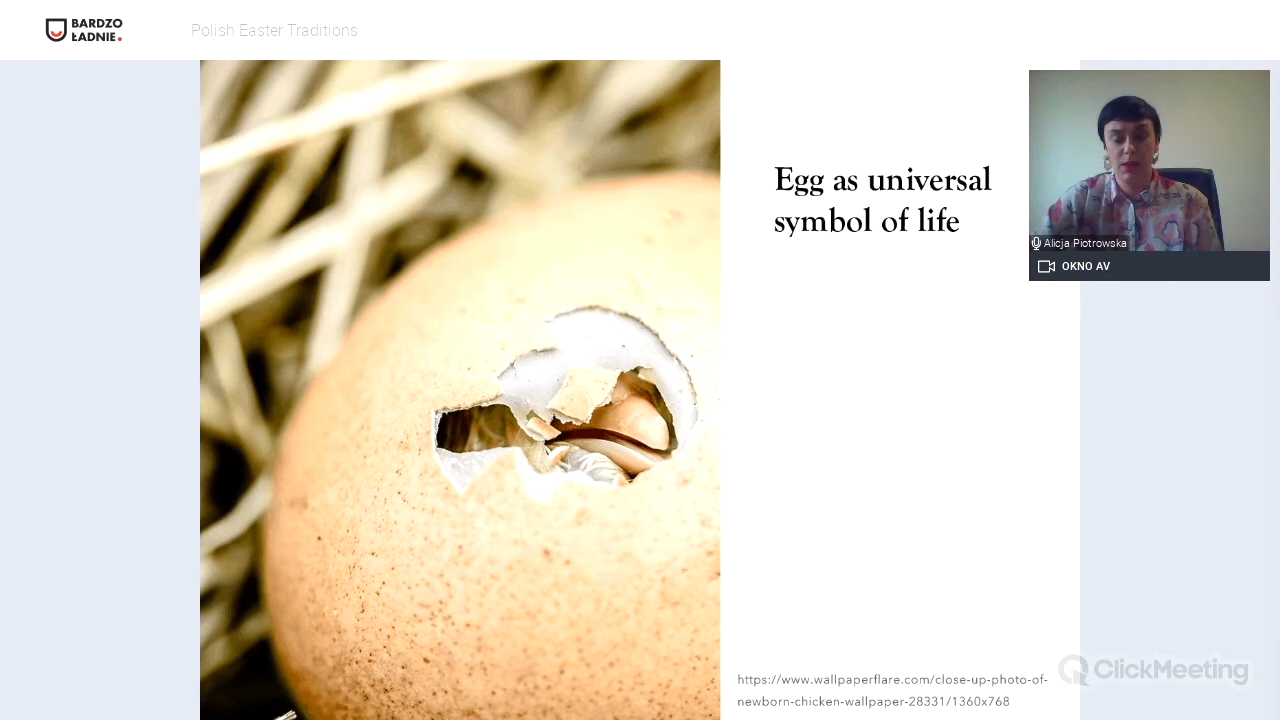 BARDZO
ŁADNIE.
Polish Easter Traditions
Egg as universal
symbol of life
Alicja Piotrowska
OKNO AV
https://www.wallpaperflare.com/close-up-photo-of-
newborn-chicken-wallpaper-28331/1360x768
ClickMeeting